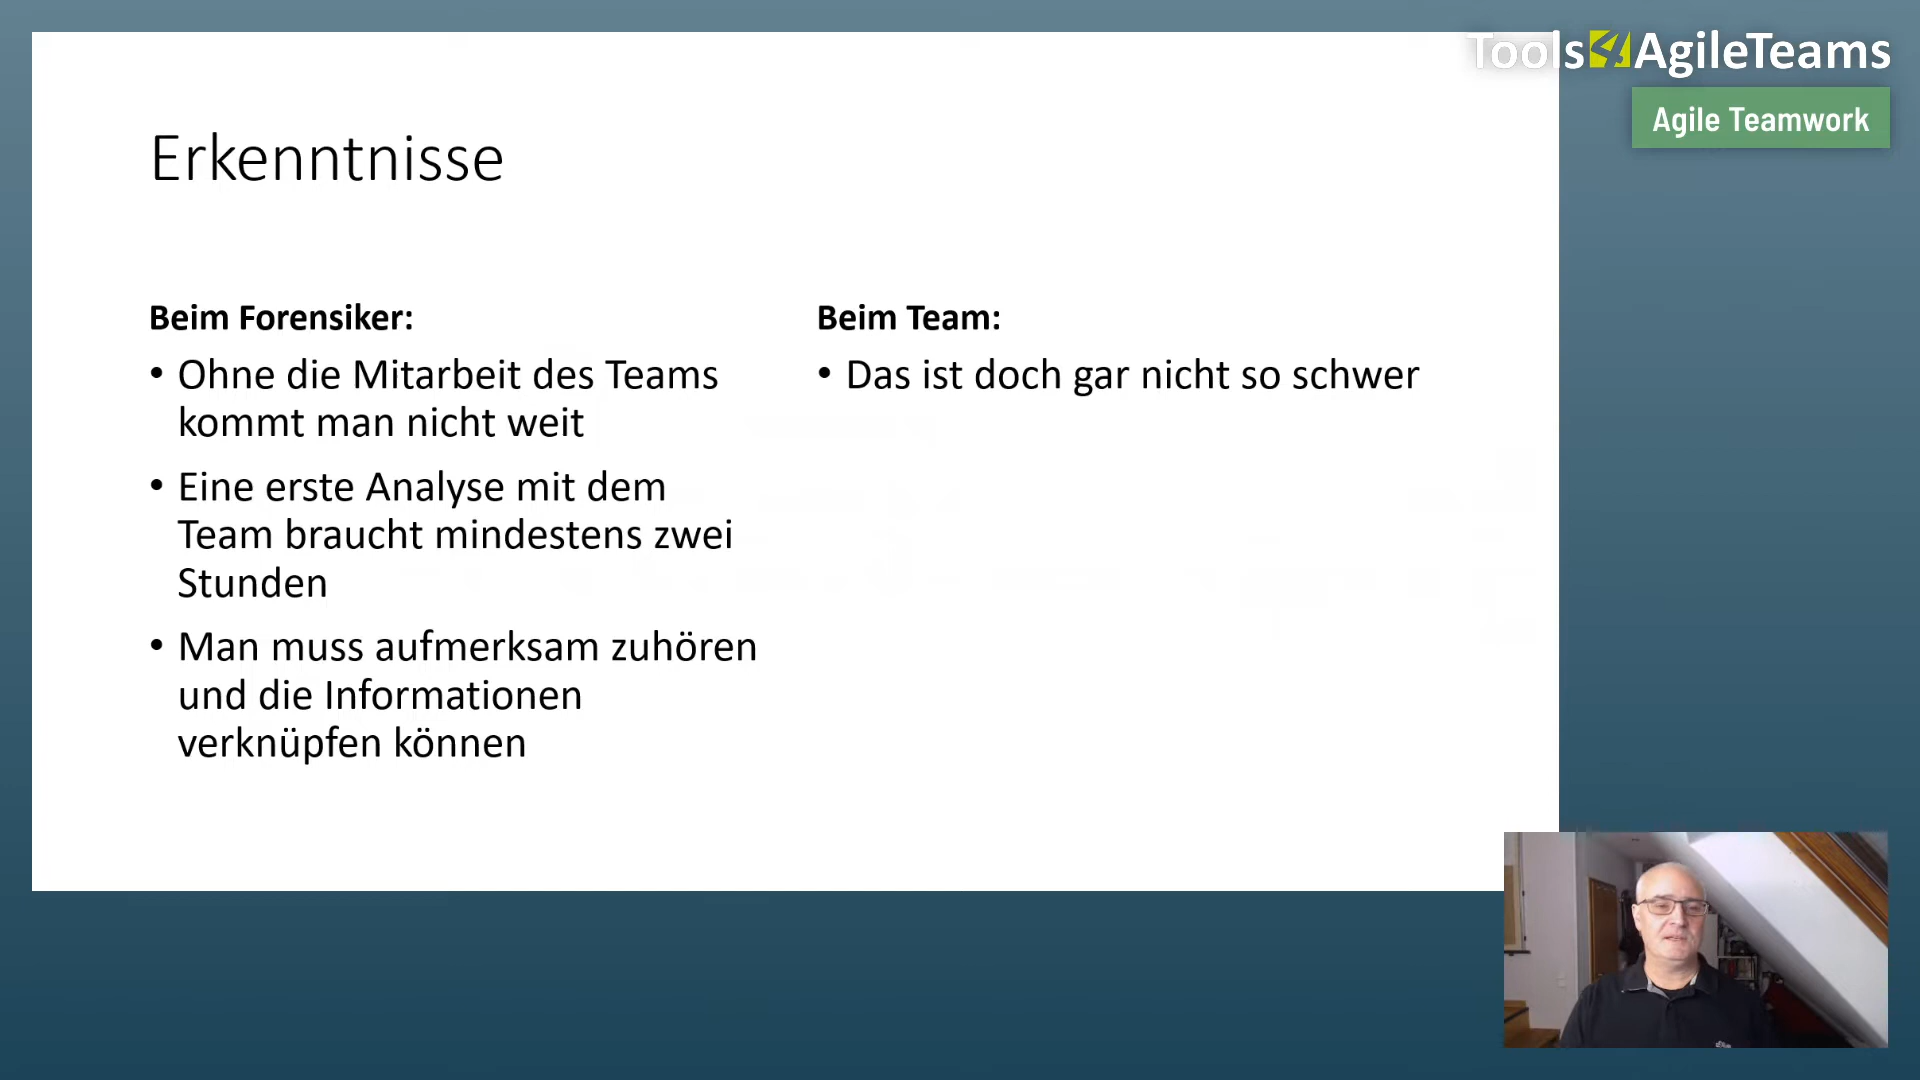 Tools4AgileTeams
Agile Teamwork
Erkenntnisse
Beim Forensiker:
• Ohne die Mitarbeit des Teams
kommt man nicht weit
• Eine erste Analyse mit dem
Team braucht mindestens zwei
Stunden
• Man muss aufmerksam zuhören
und die Informationen
verknüpfen können
Beim Team:
• Das ist doch gar nicht so schwer